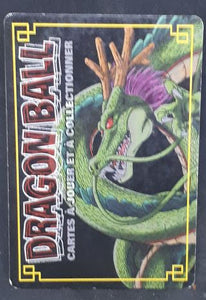 DRAGON BALL
CARTES À JOUER ET À COLLECTIONNER